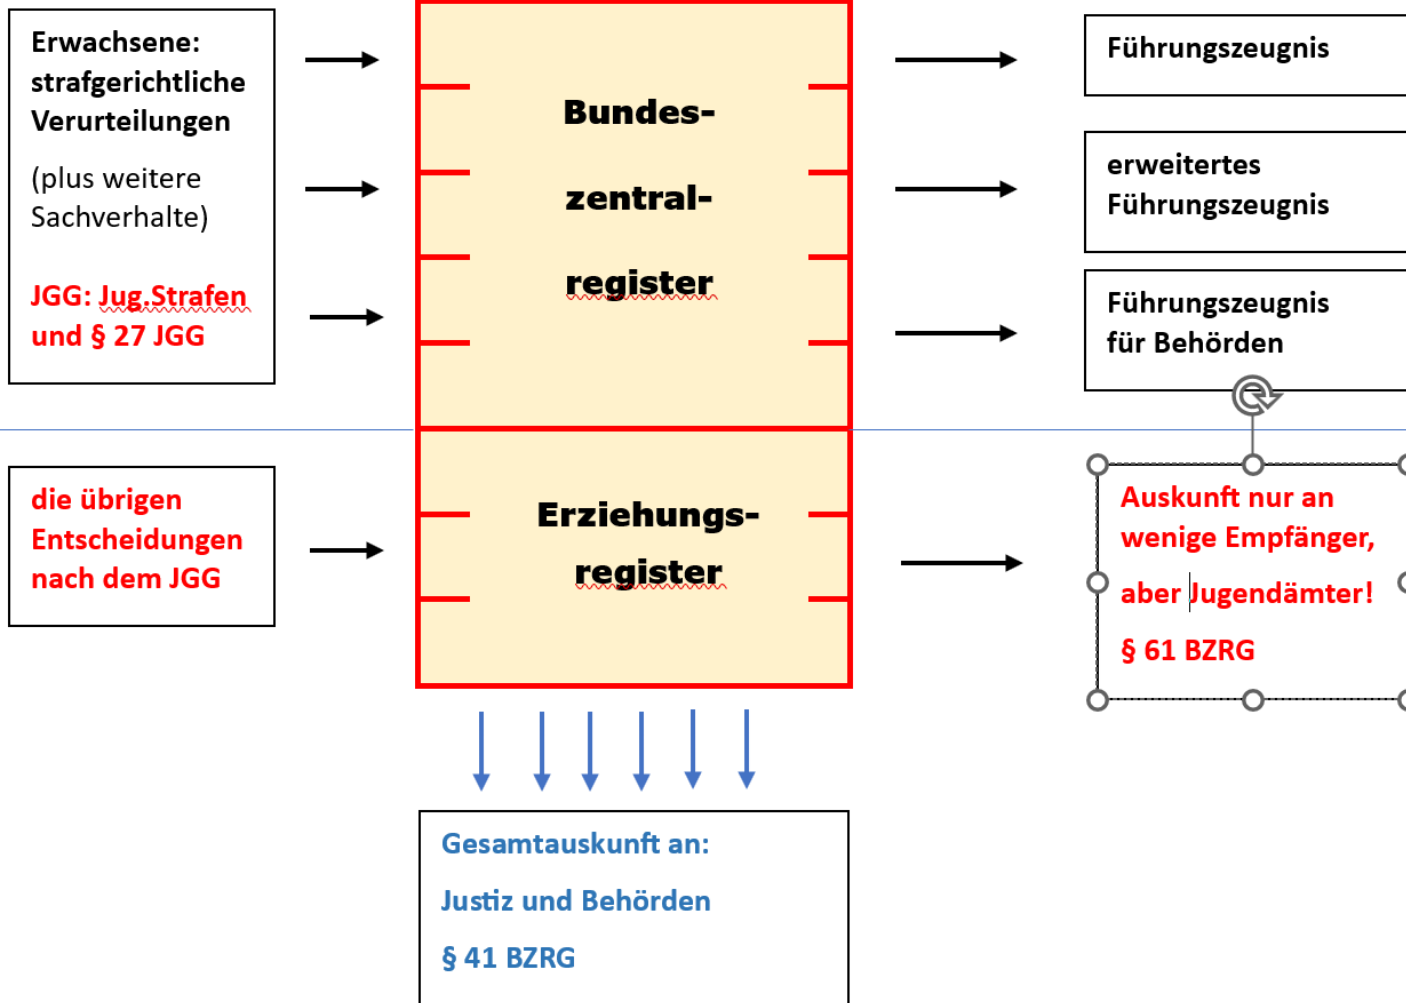 Erwachsene:
strafgerichtliche
Verurteilungen
(plus weitere
Sachverhalte)
JGG: Jug.Strafen
und § 27 JGG
Bundes-
zentral-
register
Führungszeugnis
erweitertes
Führungszeugnis
Führungszeugnis
für Behörden
die übrigen
Entscheidungen
nach dem JGG
Erziehungs-
register
Auskunft nur an
wenige Empfänger,
aber Jugendämter!
§ 61 BZRG
Gesamtauskunft an:
Justiz und Behörden
§ 41 BZRG